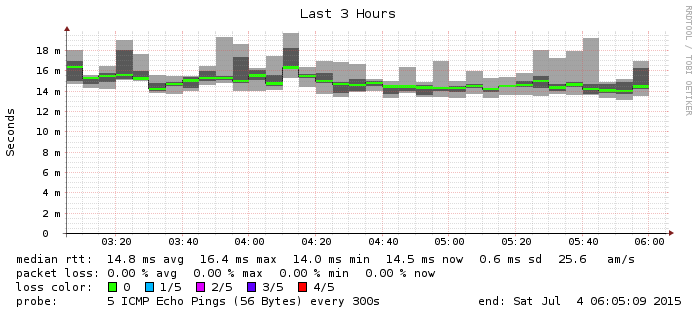 Last 3 Hours
RRDTOOL / TOBI OETIKER
Seconds
18 m
16 m
14 m
12 m
10 m
8 m
6 m
4 m
2 m
0
03:20 03:40 04:00 04:20 04:40 05:00 05:20 05:40 06:00
median rtt: 14.8 ms avg 16.4 ms max 14.0 ms min 14.5 ms now 0.6 ms sd 25.6 am/s
packet loss: 0.00 % avg 0.00 % max 0.00 % min 0.00 % now
loss color: 0 1/5 2/5 3/5 4/5
probe: 5 ICMP Echo Pings (56 Bytes) every 300s end: Sat Jul 4 06:05:09 2015